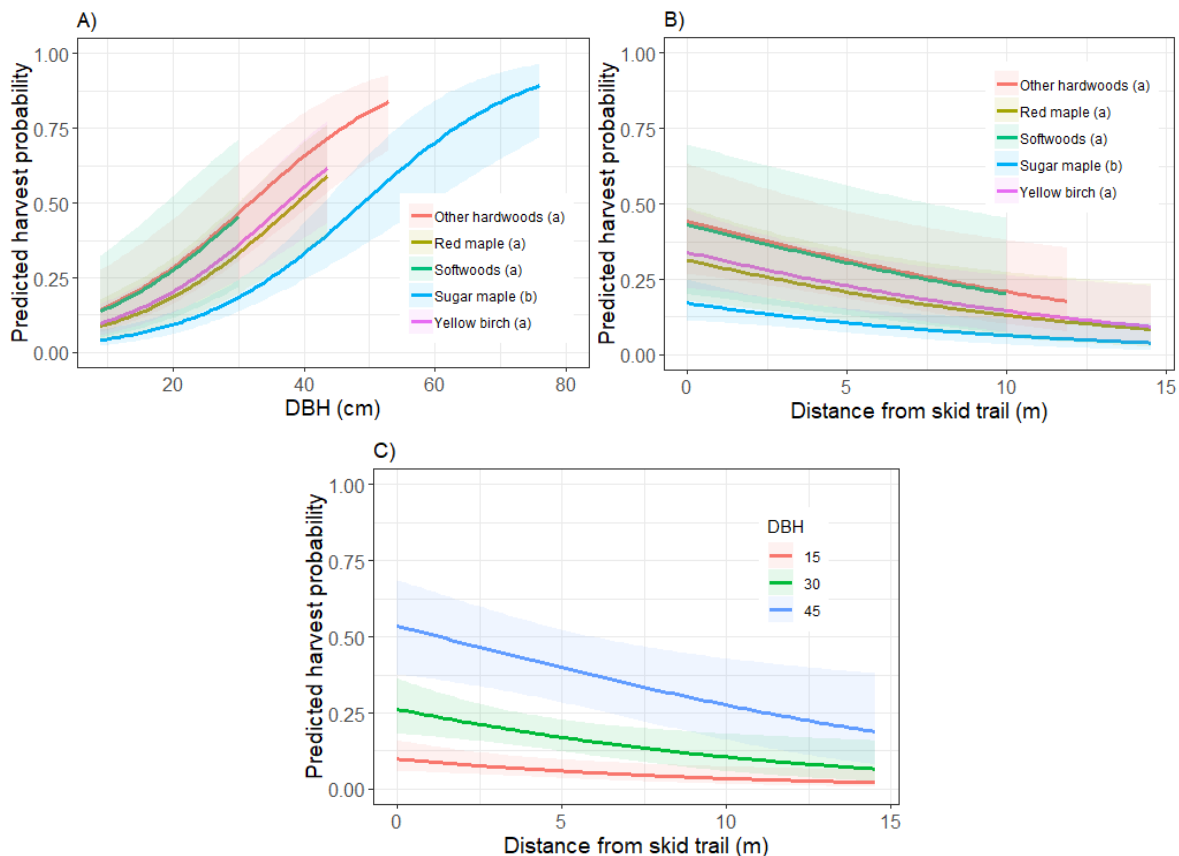 A)
Predicted harvest probability
1.00
0.75
0.50
0.25
0.00
20
40
60
80
DBH (cm)
Other hardwoods (a)
Red maple (a)
Softwoods (a)
Sugar maple (b)
Yellow birch (a)
B)
Predicted harvest probability
1.00
0.75
0.50
0.25
0.00
0
5
10
15
Distance from skid trail (m)
Other hardwoods (a)
Red maple (a)
Softwoods (a)
Sugar maple (b)
Yellow birch (a)
C)
Predicted harvest probability
1.00
0.75
0.50
0.25
0.00
0
5
10
15
Distance from skid trail (m)
DBH
15
30
45